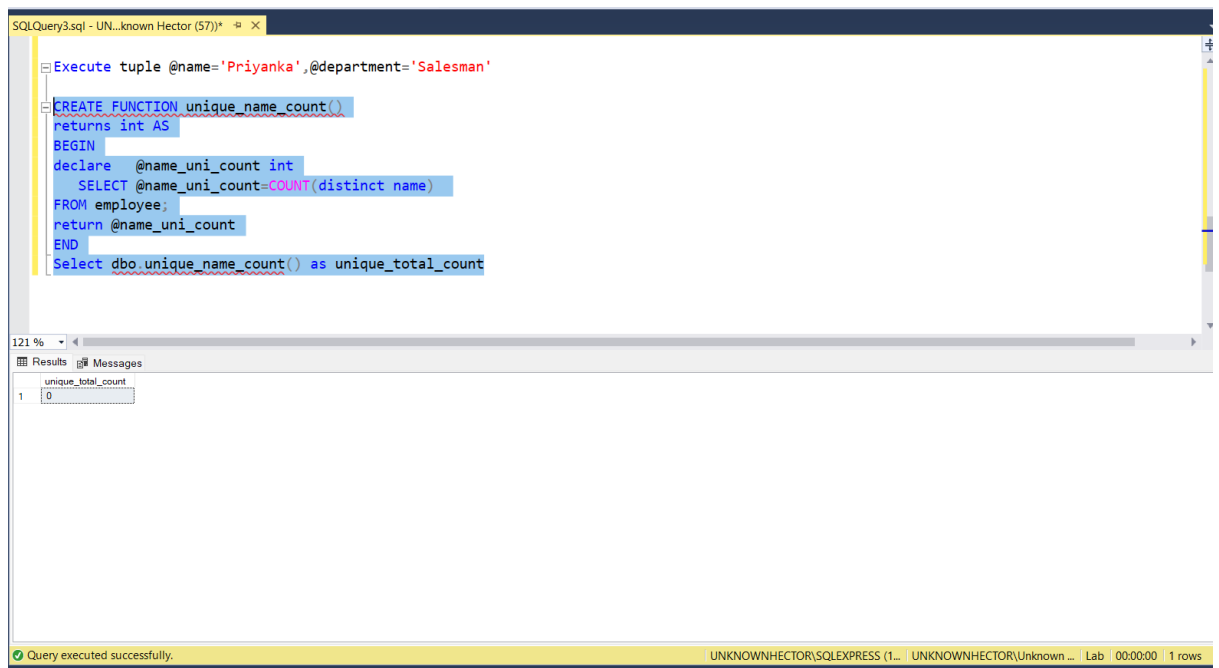 SQLQuery3.sql - UN...known Hector (57))*
Execute tuple @name='Priyanka',@department='Salesman'
CREATE FUNCTION unique_name_count()
returns int AS
BEGIN
declare   @name_uni_count int
SELECT @name_uni_count=COUNT(distinct name)
FROM employee;
return @name_uni_count
END
Select dbo.unique_name_count() as unique_total_count
121 %
Results Messages
unique_total_count
1 0
Query executed successfully. UNKNOWNHECTOR\SQLEXPRESS (1... UNKNOWNHECTOR\Unknown ... Lab 00:00:00 1 rows